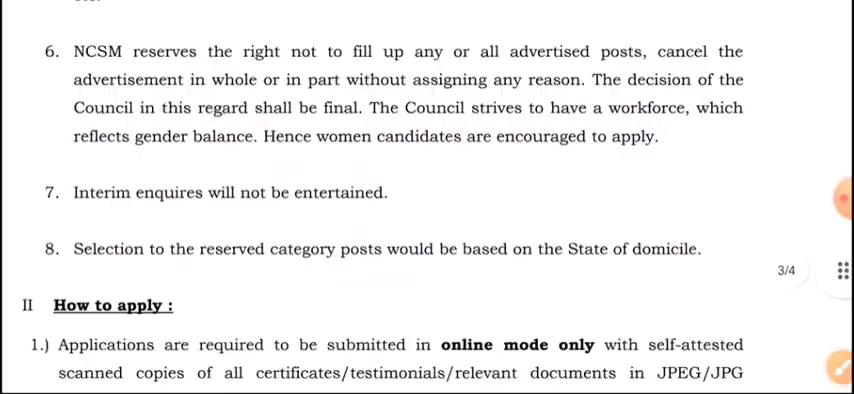 6. NCSM reserves the right not to fill up any or all advertised posts, cancel the
advertisement in whole or in part without assigning any reason. The decision of the
Council in this regard shall be final. The Council strives to have a workforce, which
reflects gender balance. Hence women candidates are encouraged to apply.
7. Interim enquires will not be entertained.
8. Selection to the reserved category posts would be based on the State of domicile.
3/4
II How to apply :
1.) Applications are required to be submitted in online mode only with self-attested
scanned copies of all certificates/testimonials/relevant documents in JPEG/JPG